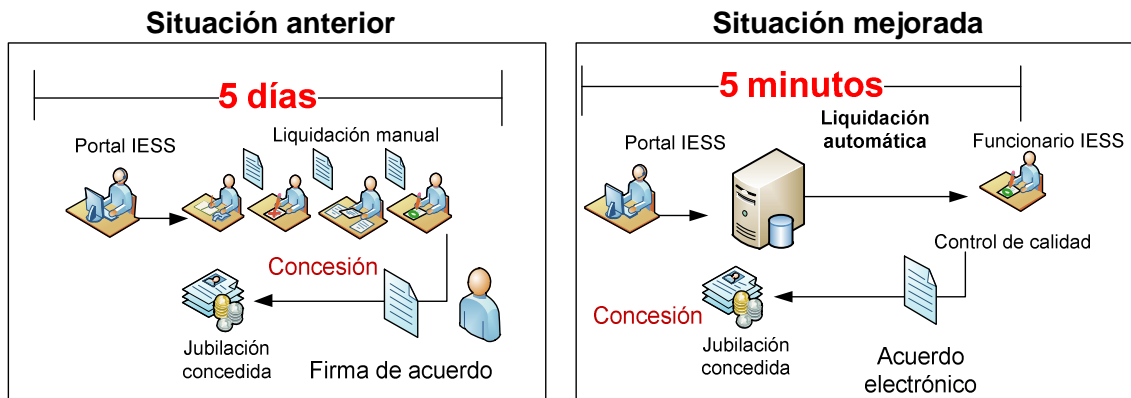 Situación anterior
5 días
Portal IESS
Liquidación manual
Concesión
Jubilación
concedida
Firma de acuerdo
Situación mejorada
5 minutos
Portal IESS
Liquidación
automática
Funcionario IESS
Control de calidad
Concesión
Jubilación
concedida
Acuerdo
electrónico